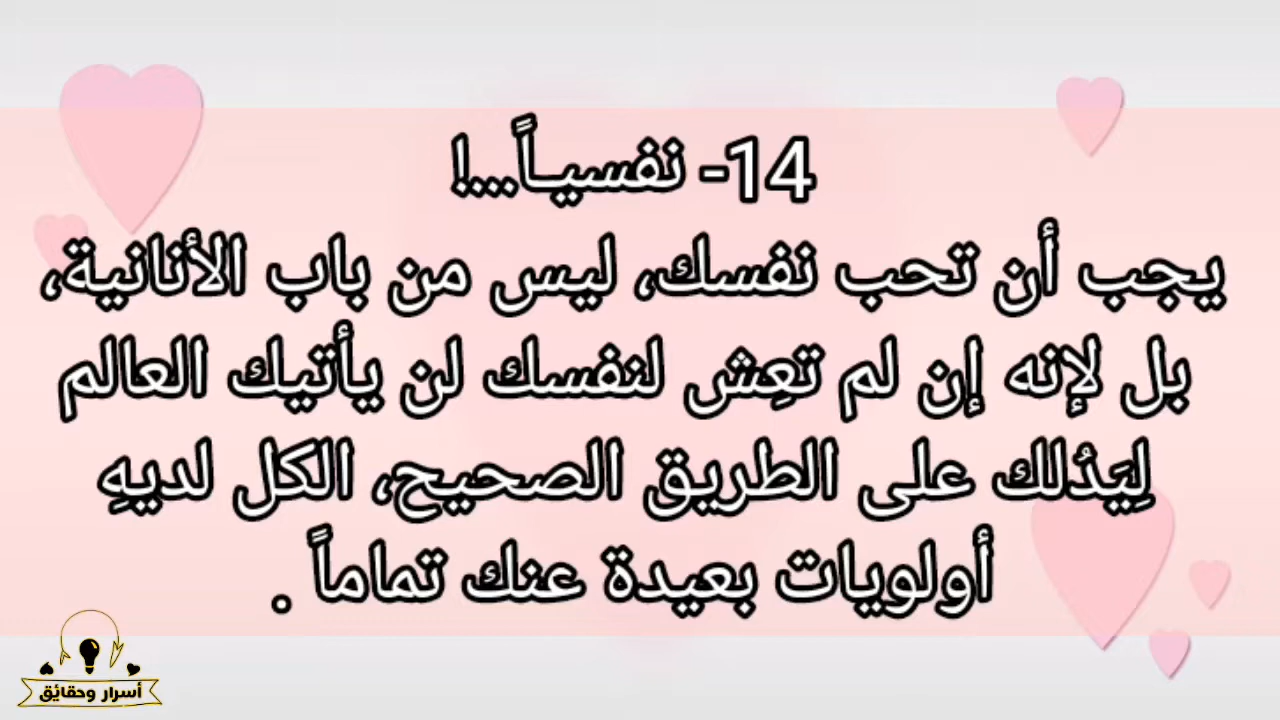 14- نفسيـاً...!
يجب أن تحب نفسك، ليس من باب الأنانية،
بل لإنه إن لم تعِش لنفسك لن يأتيك العالم
لِيَدُلك على الطريق الصحيح، الكل لديهِ
أولويات بعيدة عنك تماماً .
أسرار وحقائق